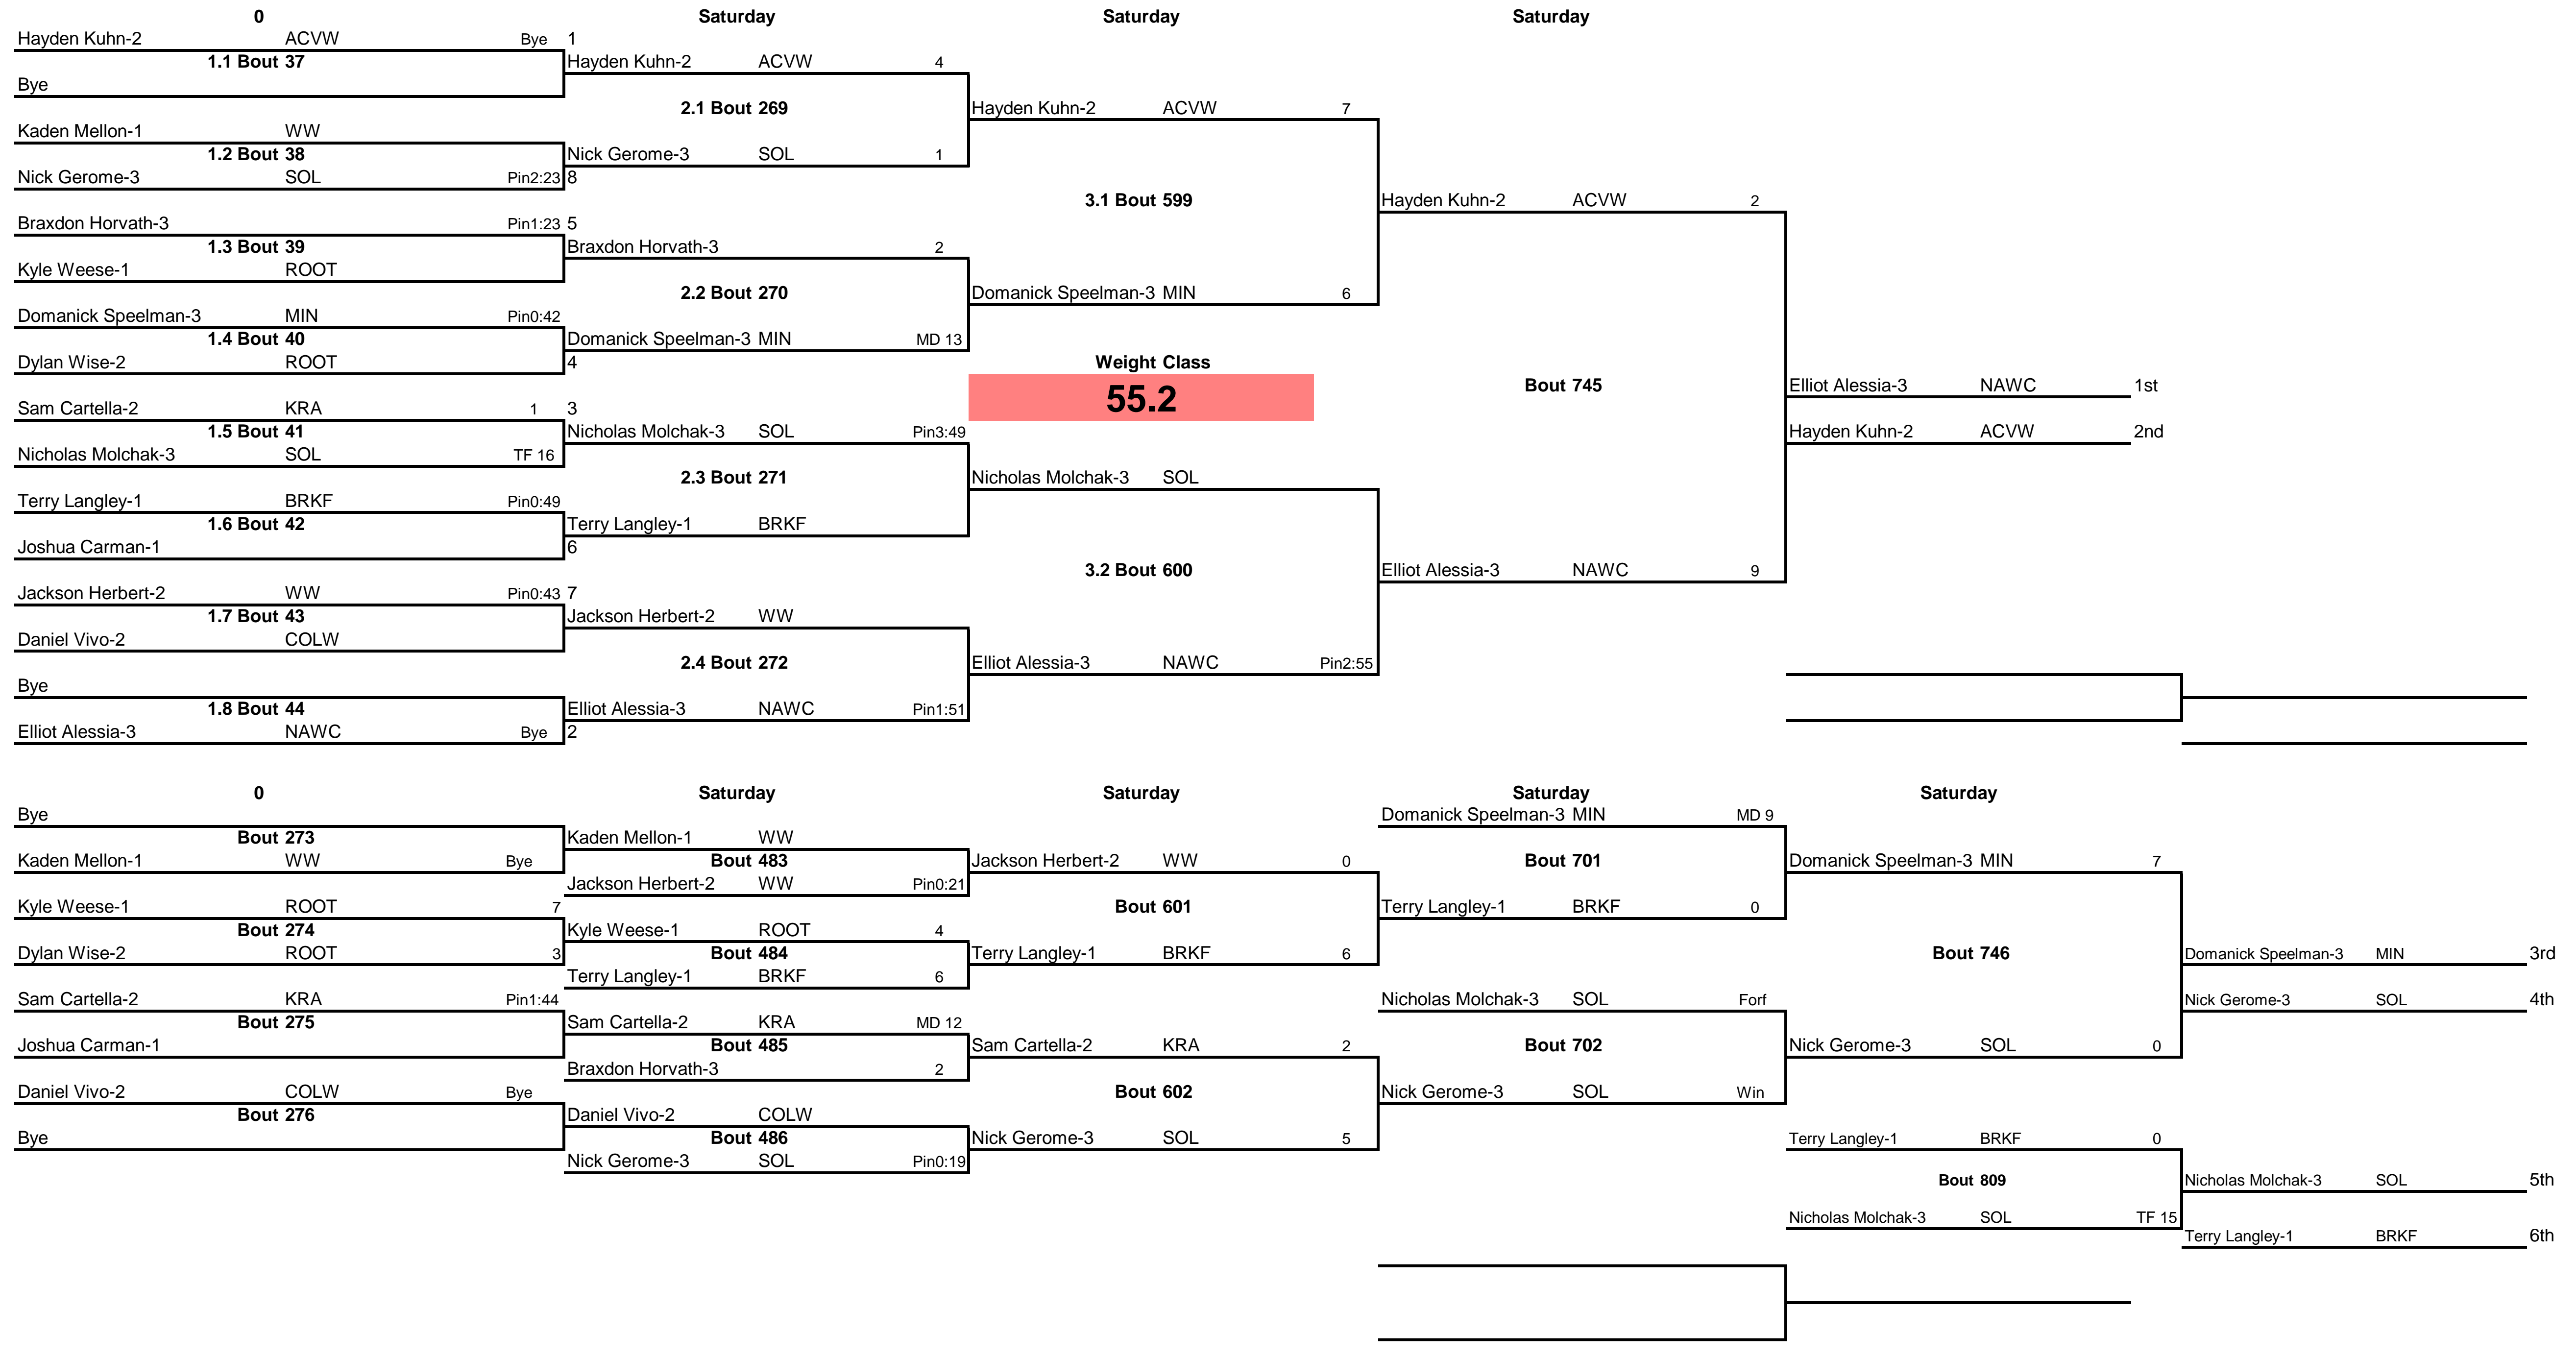 0 Saturday Saturday Saturday
Hayden Kuhn-2 ACVW Bye 1
1.1 Bout 37 Hayden Kuhn-2 ACVW 4
Bye
2.1 Bout 269 Hayden Kuhn-2 ACVW 7
Kaden Mellon-1 WW
1.2 Bout 38 Nick Gerome-3 SOL 1
Nick Gerome-3 SOL Pin2:23 8
3.1 Bout 599 Hayden Kuhn-2 ACVW 2
Braxdon Horvath-3 Pin1:23 5
1.3 Bout 39 Braxdon Horvath-3 2
Kyle Weese-1 ROOT
2.2 Bout 270 Domanick Speelman-3 MIN 6
Domanick Speelman-3 MIN Pin0:42
1.4 Bout 40 Domanick Speelman-3 MIN MD 13
Dylan Wise-2 ROOT 4 Weight Class
Bout 745 Elliot Alessia-3 NAWC 1st
55.2
Sam Cartella-2 KRA 1 3
1.5 Bout 41 Nicholas Molchak-3 SOL Pin3:49 Hayden Kuhn-2 ACVW 2nd
Nicholas Molchak-3 SOL TF 16
2.3 Bout 271 Nicholas Molchak-3 SOL
Terry Langley-1 BRKF Pin0:49
1.6 Bout 42 Terry Langley-1 BRKF
Joshua Carman-1 6
3.2 Bout 600 Elliot Alessia-3 NAWC 9
Jackson Herbert-2 WW Pin0:43 7
1.7 Bout 43 Jackson Herbert-2 WW
Daniel Vivo-2 COLW
2.4 Bout 272 Elliot Alessia-3 NAWC Pin2:55
Bye
1.8 Bout 44 Elliot Alessia-3 NAWC Pin1:51
Elliot Alessia-3 NAWC Bye 2
0 Saturday Saturday Saturday Saturday
Bye Domanick Speelman-3 MIN MD 9
Bout 273 Kaden Mellon-1 WW
Kaden Mellon-1 WW Bye Bout 483 Jackson Herbert-2 WW 0 Bout 701 Domanick Speelman-3 MIN 7
Jackson Herbert-2 WW Pin0:21
Kyle Weese-1 ROOT 7 Bout 601 Terry Langley-1 BRKF 0
Bout 274 Kyle Weese-1 ROOT 4
Dylan Wise-2 ROOT 3 Bout 484 Terry Langley-1 BRKF 6 Bout 746 Domanick Speelman-3 MIN 3rd
Terry Langley-1 BRKF 6
Sam Cartella-2 KRA Pin1:44 Nicholas Molchak-3 SOL Forf Nick Gerome-3 SOL 4th
Bout 275 Sam Cartella-2 KRA MD 12
Joshua Carman-1 Bout 485 Sam Cartella-2 KRA 2 Bout 702 Nick Gerome-3 SOL 0
Braxdon Horvath-3 2
Daniel Vivo-2 COLW Bye Bout 602 Nick Gerome-3 SOL Win
Bout 276 Daniel Vivo-2 COLW
Bye Bout 486 Nick Gerome-3 SOL 5 Terry Langley-1 BRKF 0
Nick Gerome-3 SOL Pin0:19
Bout 809 Nicholas Molchak-3 SOL 5th
Nicholas Molchak-3 SOL TF 15
Terry Langley-1 BRKF 6th